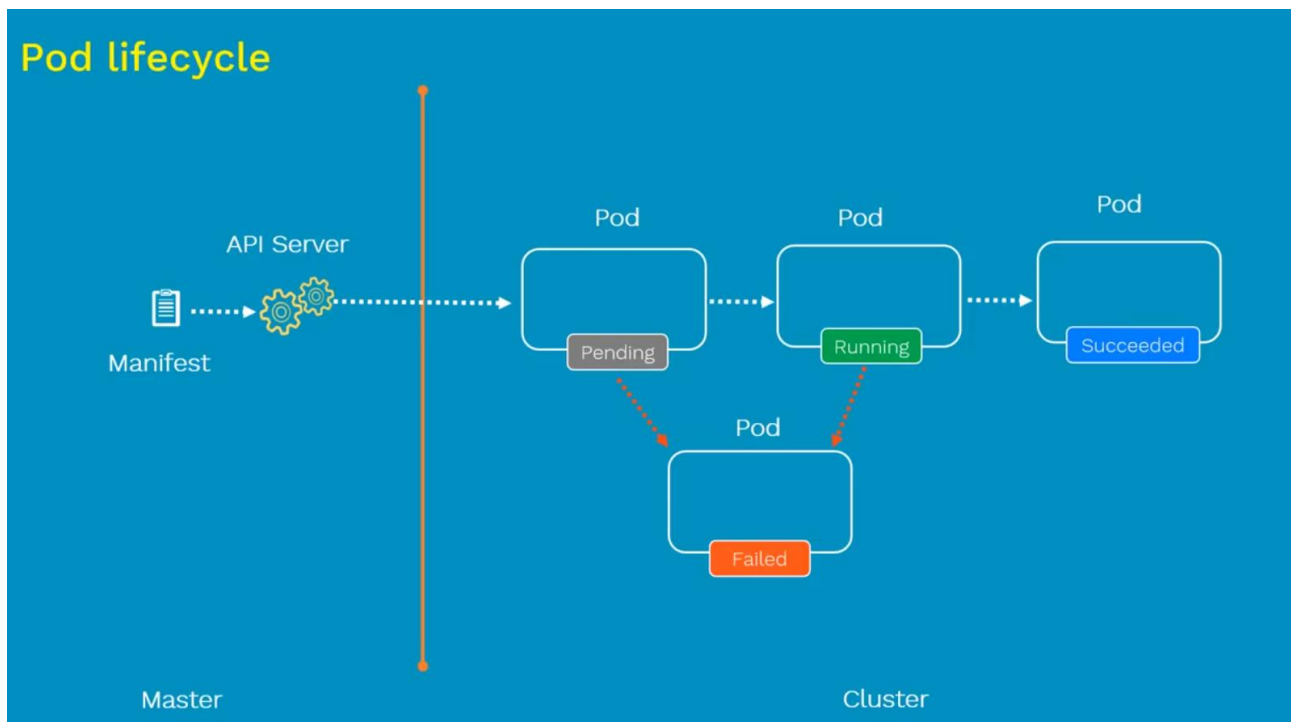 Pod lifecycle
API Server
Manifest
Pod
Pending
Pod
Running
Pod
Succeeded
Pod
Failed
Master
Cluster